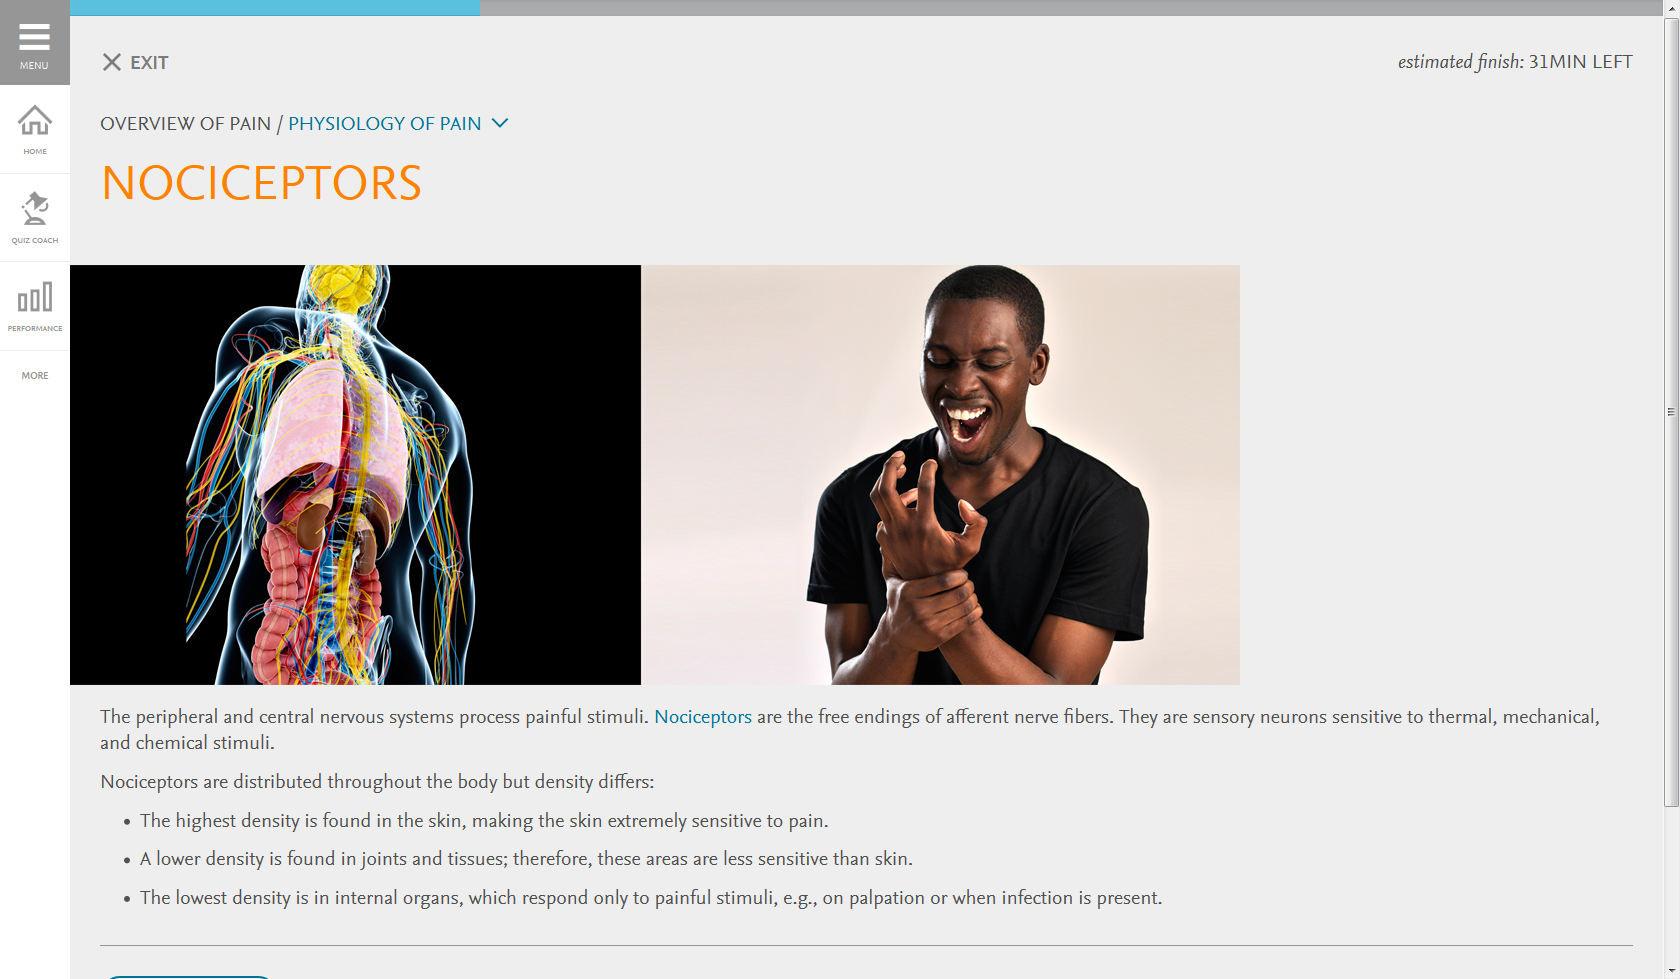 MENU
EXIT
estimated finish: 31MIN LEFT
HOME
OVERVIEW OF PAIN / PHYSIOLOGY OF PAIN
NOCICEPTORS
QUIZ COACH
PERFORMANCE
MORE
The peripheral and central nervous systems process painful stimuli. Nociceptors are the free endings of afferent nerve fibers. They are sensory neurons sensitive to thermal, mechanical,
and chemical stimuli.
Nociceptors are distributed throughout the body but density differs:
• The highest density is found in the skin, making the skin extremely sensitive to pain.
• A lower density is found in joints and tissues; therefore, these areas are less sensitive than skin.
• The lowest density is in internal organs, which respond only to painful stimuli, e.g., on palpation or when infection is present.